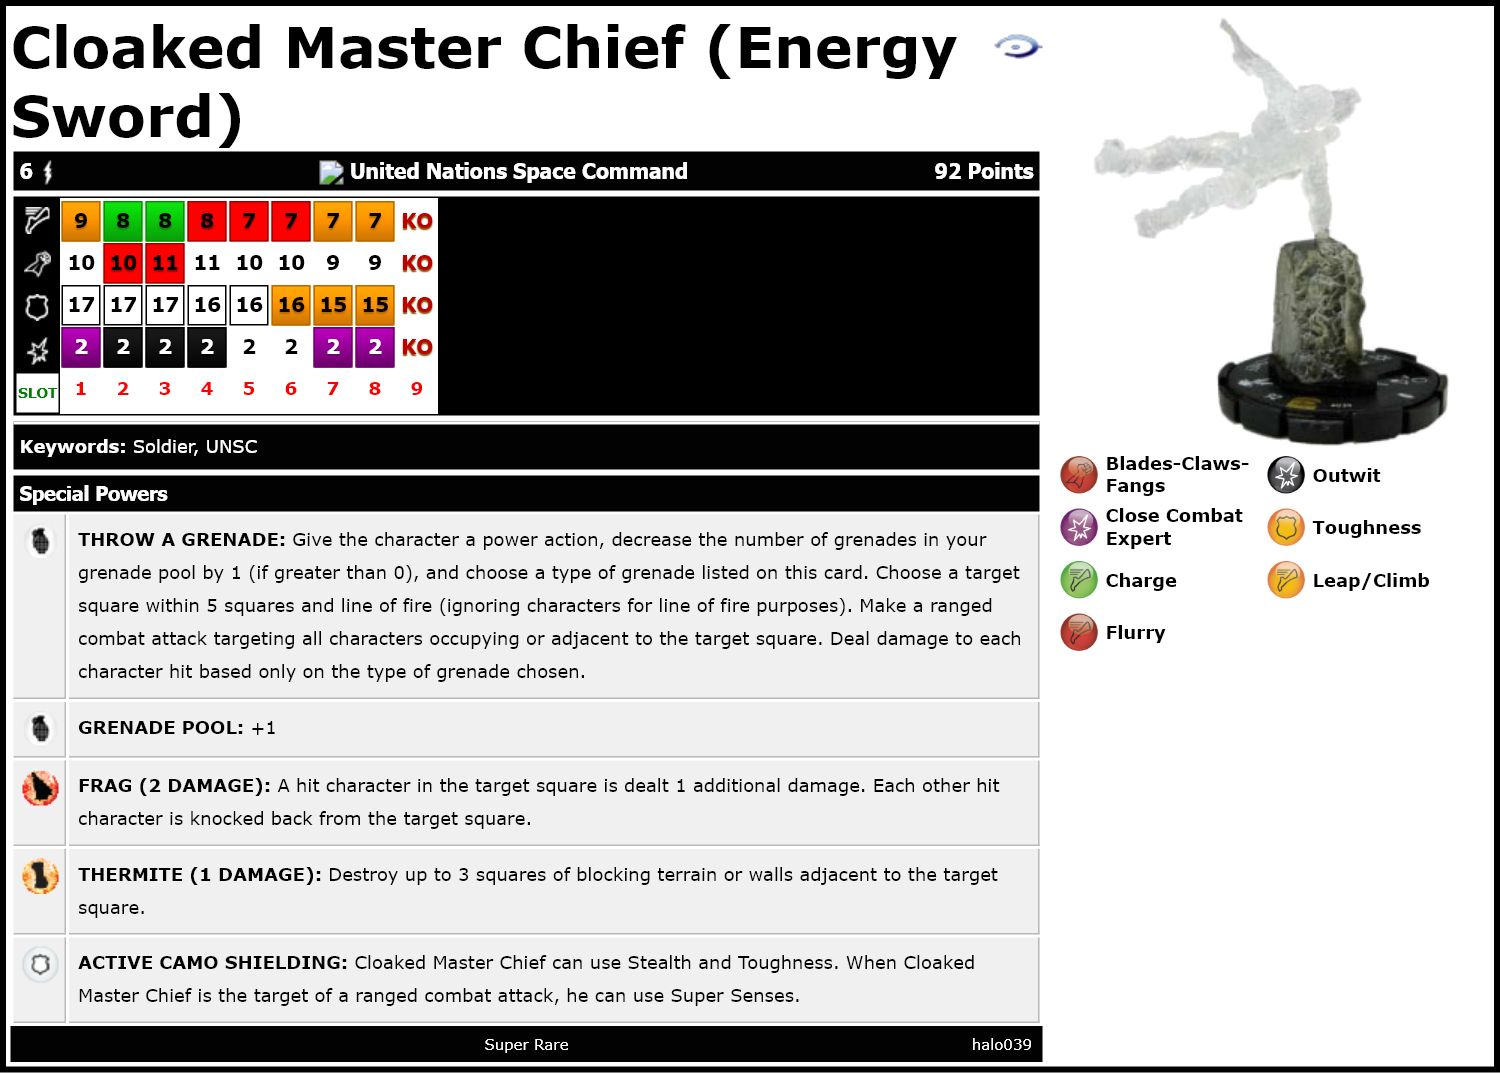 Cloaked Master Chief (Energy
Sword)
6 United Nations Space Command 92 Points
9 8 8 8 7 7 7 7 KO
10 10 11 11 10 10 9 9 KO
17 17 17 16 16 16 15 15 KO
2 2 2 2 2 2 2 2 KO
SLOT 1 2 3 4 5 6 7 8 9
Keywords: Soldier, UNSC
Special Powers
THROW A GRENADE: Give the character a power action, decrease the number of grenades in your
grenade pool by 1 (if greater than 0), and choose a type of grenade listed on this card. Choose a target
square within 5 squares and line of fire (ignoring characters for line of fire purposes). Make a ranged
combat attack targeting all characters occupying or adjacent to the target square. Deal damage to each
character hit based only on the type of grenade chosen.
GRENADE POOL: +1
FRAG (2 DAMAGE): A hit character in the target square is dealt 1 additional damage. Each other hit
character is knocked back from the target square.
THERMITE (1 DAMAGE): Destroy up to 3 squares of blocking terrain or walls adjacent to the target
square.
ACTIVE CAMO SHIELDING: Cloaked Master Chief can use Stealth and Toughness. When Cloaked
Master Chief is the target of a ranged combat attack, he can use Super Senses.
Super Rare halo039
Blades-Claws-
Fangs
Outwit
Close Combat
Expert
Toughness
Charge
Leap/Climb
Flurry